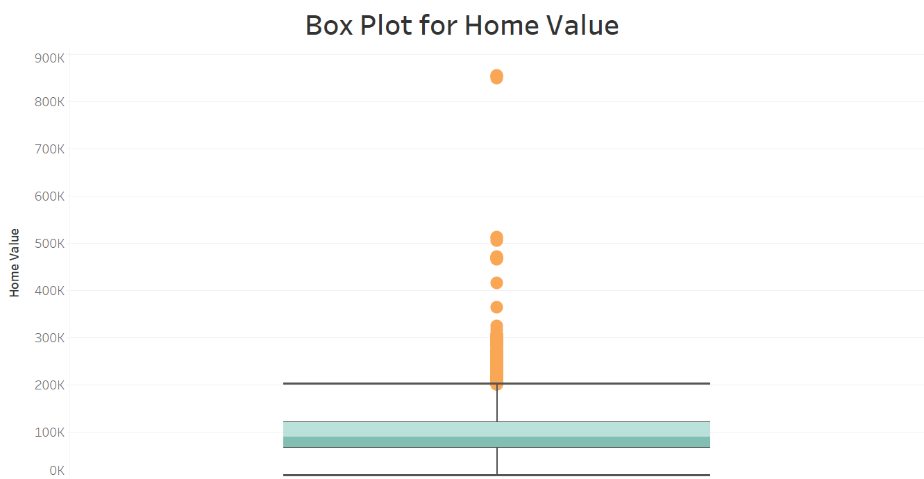 Box Plot for Home Value
900K
800K
700K
600K
500K
400K
300K
200K
100K
0K
Home Value